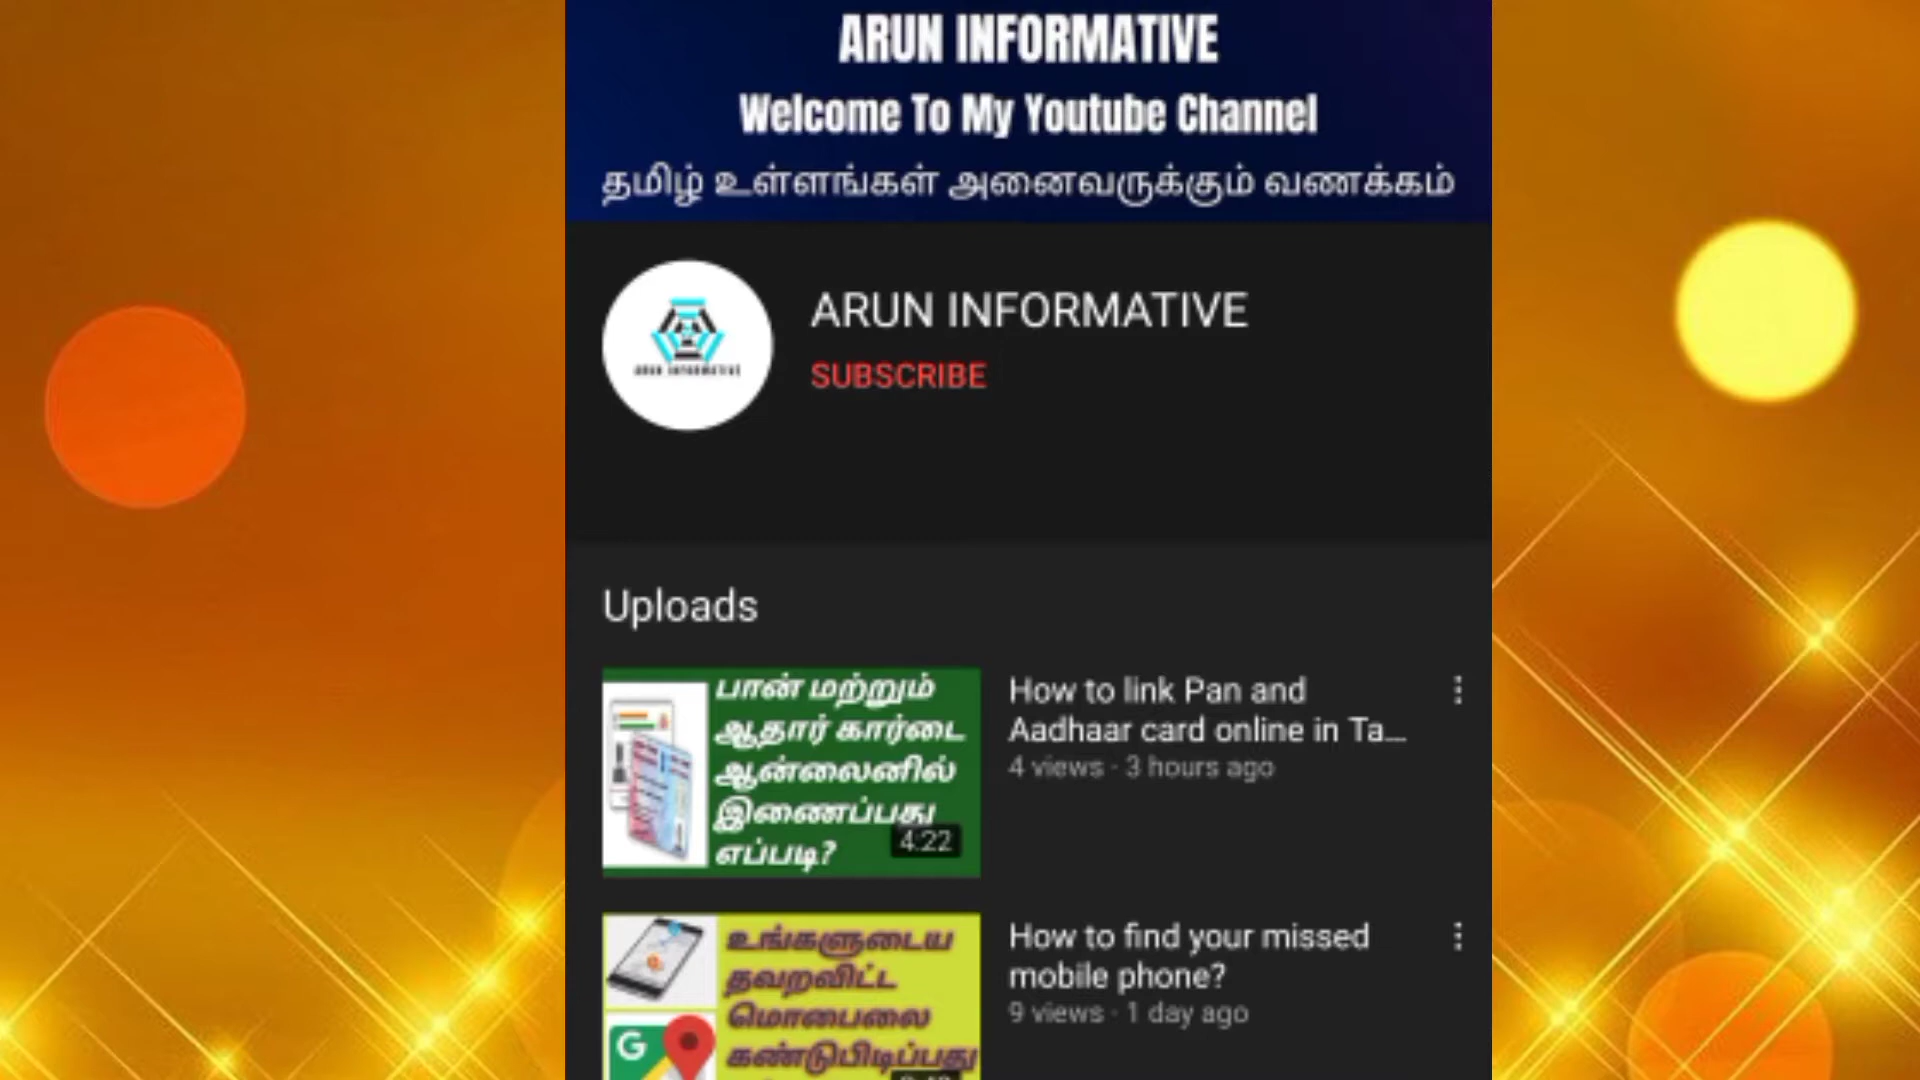 ARUN INFORMATIVE
Welcome To My Youtube Channel
தமிழ் உள்ளங்கள் அனைவருக்கும் வணக்கம்
ARUN INFORMATIVE
ARUN INFORMATIVE
SUBSCRIBE
Uploads
பான் மற்றும்
ஆதார் கார்டை
ஆன்லைனில்
இணைப்பது
எப்படி?
4:22
How to link Pan and
Aadhaar card online in Ta...
4 views · 3 hours ago
உங்களுடைய
தவறவிட்ட
மொபைலை
கண்டுபிடிப்பது
G
How to find your missed
mobile phone?
9 views · 1 day ago